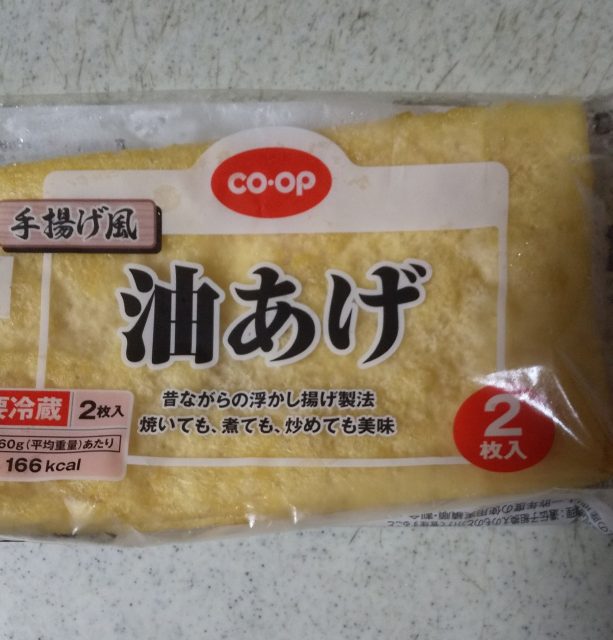 CO·OP
手揚げ風
油あげ
昔ながらの浮かし揚げ製法
焼いても、煮ても、炒めても美味
要冷蔵 2枚入
60g(平均重量)あたり
166kcal
2
枚入